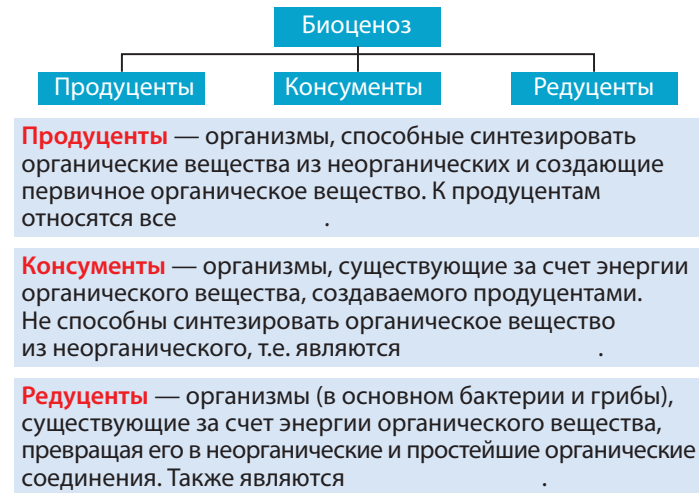 Биоценоз
Продуценты Консументы Редуценты
Продуценты — организмы, способные синтезировать
органические вещества из неорганических и создающие
первичное органическое вещество. К продуцентам
относятся все .
Консументы — организмы, существующие за счет энергии
органического вещества, создаваемого продуцентами.
Не способны синтезировать органическое вещество
из неорганического, т.е. являются .
Редуценты — организмы (в основном бактерии и грибы),
существующие за счет энергии органического вещества,
превращая его в неорганические и простейшие органические
соединения. Также являются .